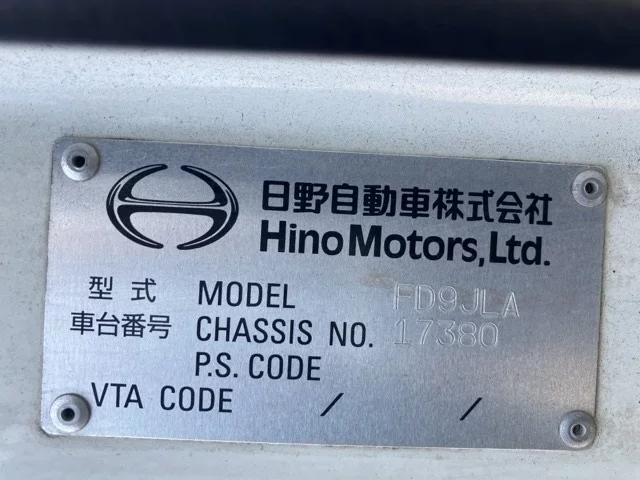 日野自動車株式会社
Hino Motors, Ltd.
型式 MODEL FD9JLA
車台番号 CHASSIS NO. 17380
P.S. CODE
VTA CODE / /